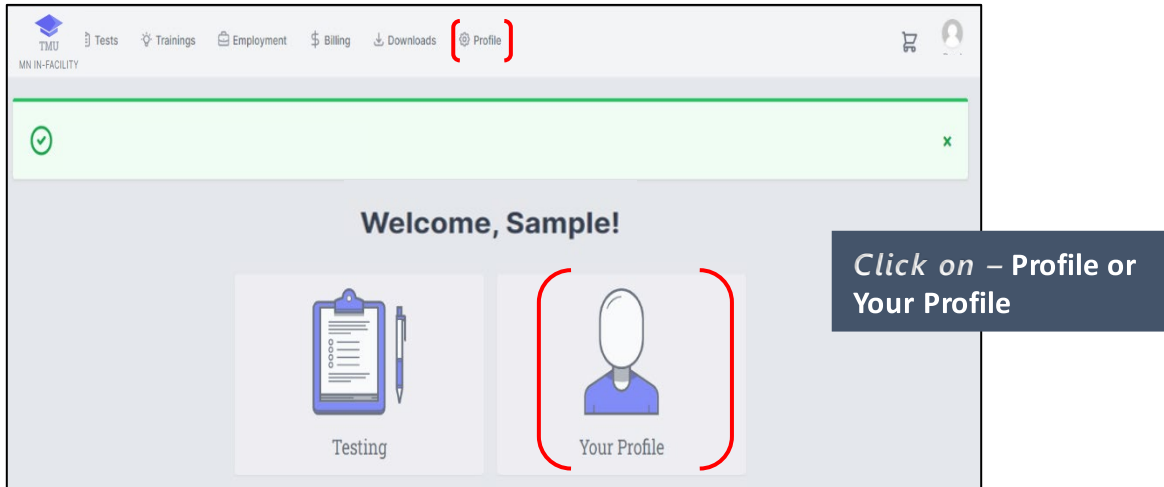 TMU
MN IN-FACILITY
Tests Trainings Employment $ Billing Downloads Profile
x
Welcome, Sample!
Click on – Profile or
Your Profile
Testing
Your Profile